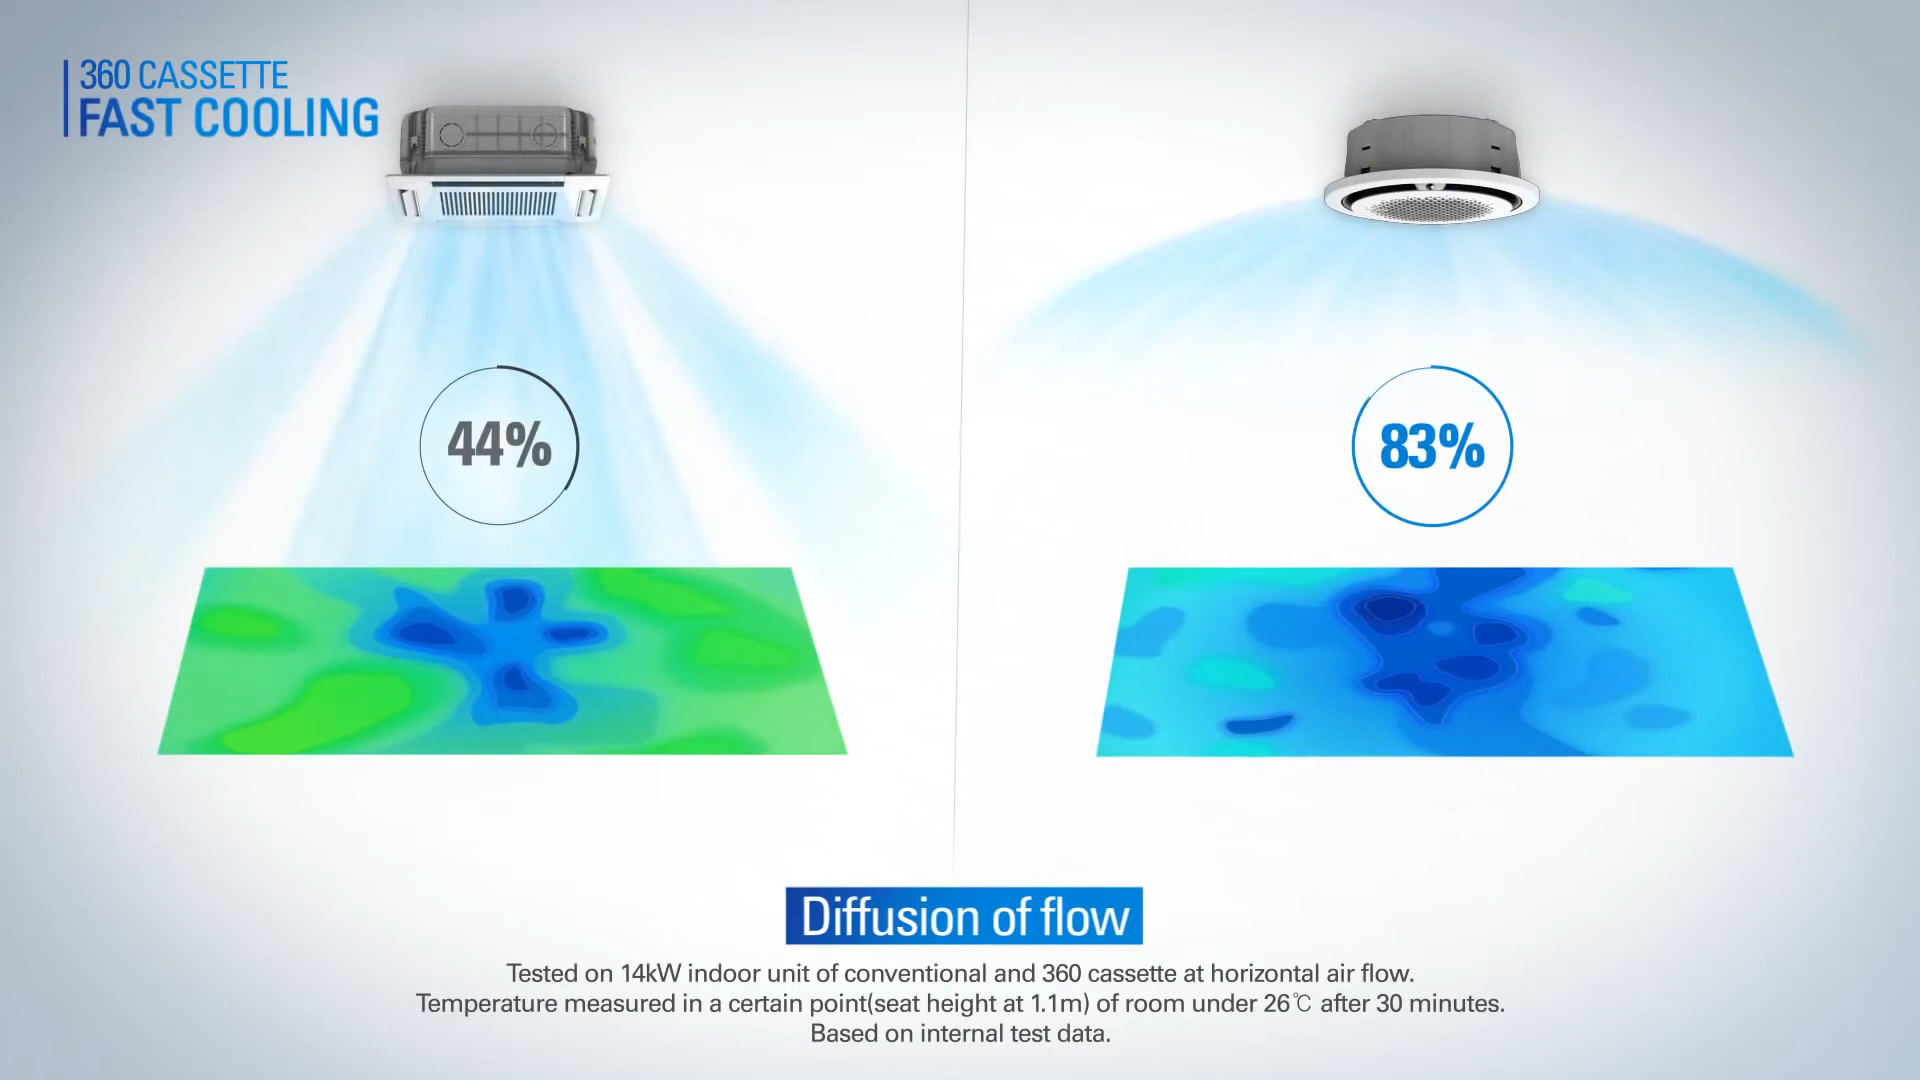 360 CASSETTE
FAST COOLING
44%
83%
Diffusion of flow
Tested on 14kW indoor unit of conventional and 360 cassette at horizontal air flow.
Temperature measured in a certain point(seat height at 1.1m) of room under 26℃ after 30 minutes.
Based on internal test data.